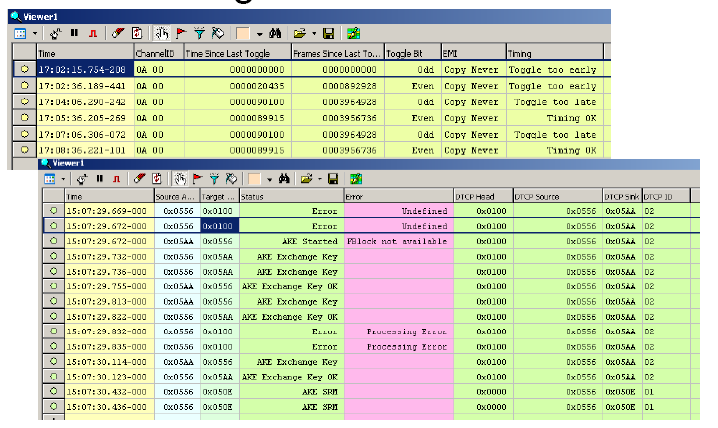 Viewer1
Time ChannelID Time Since Last Toggle Frames Since Last To... Toggle Bit EMI Timing
17:02:15.754-208 0A 00 0000000000 0000000000 Odd Copy Never Toggle too early
17:02:36.189-441 0A 00 0000020435 0000892928 Even Copy Never Toggle too early
17:04:06.290-242 0A 00 0000090100 0003964928 Odd Copy Never Toggle too late
17:05:36.205-269 0A 00 0000089915 0003956736 Even Copy Never Timing OK
17:07:06.306-072 0A 00 0000090100 0003964928 Odd Copy Never Toggle too late
17:08:36.221-101 0A 00 0000089915 0003956736 Even Copy Never Timing OK
Viewer1
Time Source A... Target ... Status Error DTCP Head DTCP Source DTCP Sink DTCP ID
15:07:29.669-000 0x0556 0x0100 Error Undefined 0x0100 0x0556 0x05AA 02
15:07:29.672-000 0x0556 0x0100 Error Undefined 0x0100 0x0556 0x05AA 02
15:07:29.672-000 0x05AA 0x0556 AKE Started FBlock not available 0x0100 0x0556 0x05AA 02
15:07:29.732-000 0x0556 0x05AA AKE Exchange Key 0x0100 0x0556 0x05AA 02
15:07:29.736-000 0x0556 0x05AA AKE Exchange Key 0x0100 0x0556 0x05AA 02
15:07:29.755-000 0x05AA 0x0556 AKE Exchange Key OK 0x0100 0x0556 0x05AA 02
15:07:29.813-000 0x05AA 0x0556 AKE Exchange Key 0x0100 0x0556 0x05AA 02
15:07:29.822-000 0x0556 0x05AA AKE Exchange Key OK 0x0100 0x0556 0x05AA 02
15:07:29.832-000 0x0556 0x0100 Error Processing Error 0x0100 0x0556 0x05AA 02
15:07:29.835-000 0x0556 0x0100 Error Processing Error 0x0100 0x0556 0x05AA 02
15:07:30.114-000 0x05AA 0x0556 AKE Exchange Key 0x0100 0x0556 0x05AA 02
15:07:30.123-000 0x0556 0x05AA AKE Exchange Key OK 0x0100 0x0556 0x05AA 02
15:07:30.432-000 0x0556 0x050E AKE SRM 0x0000 0x0556 0x050E 01
15:07:30.436-000 0x0556 0x050E AKE SRM 0x0000 0x0556 0x050E 01